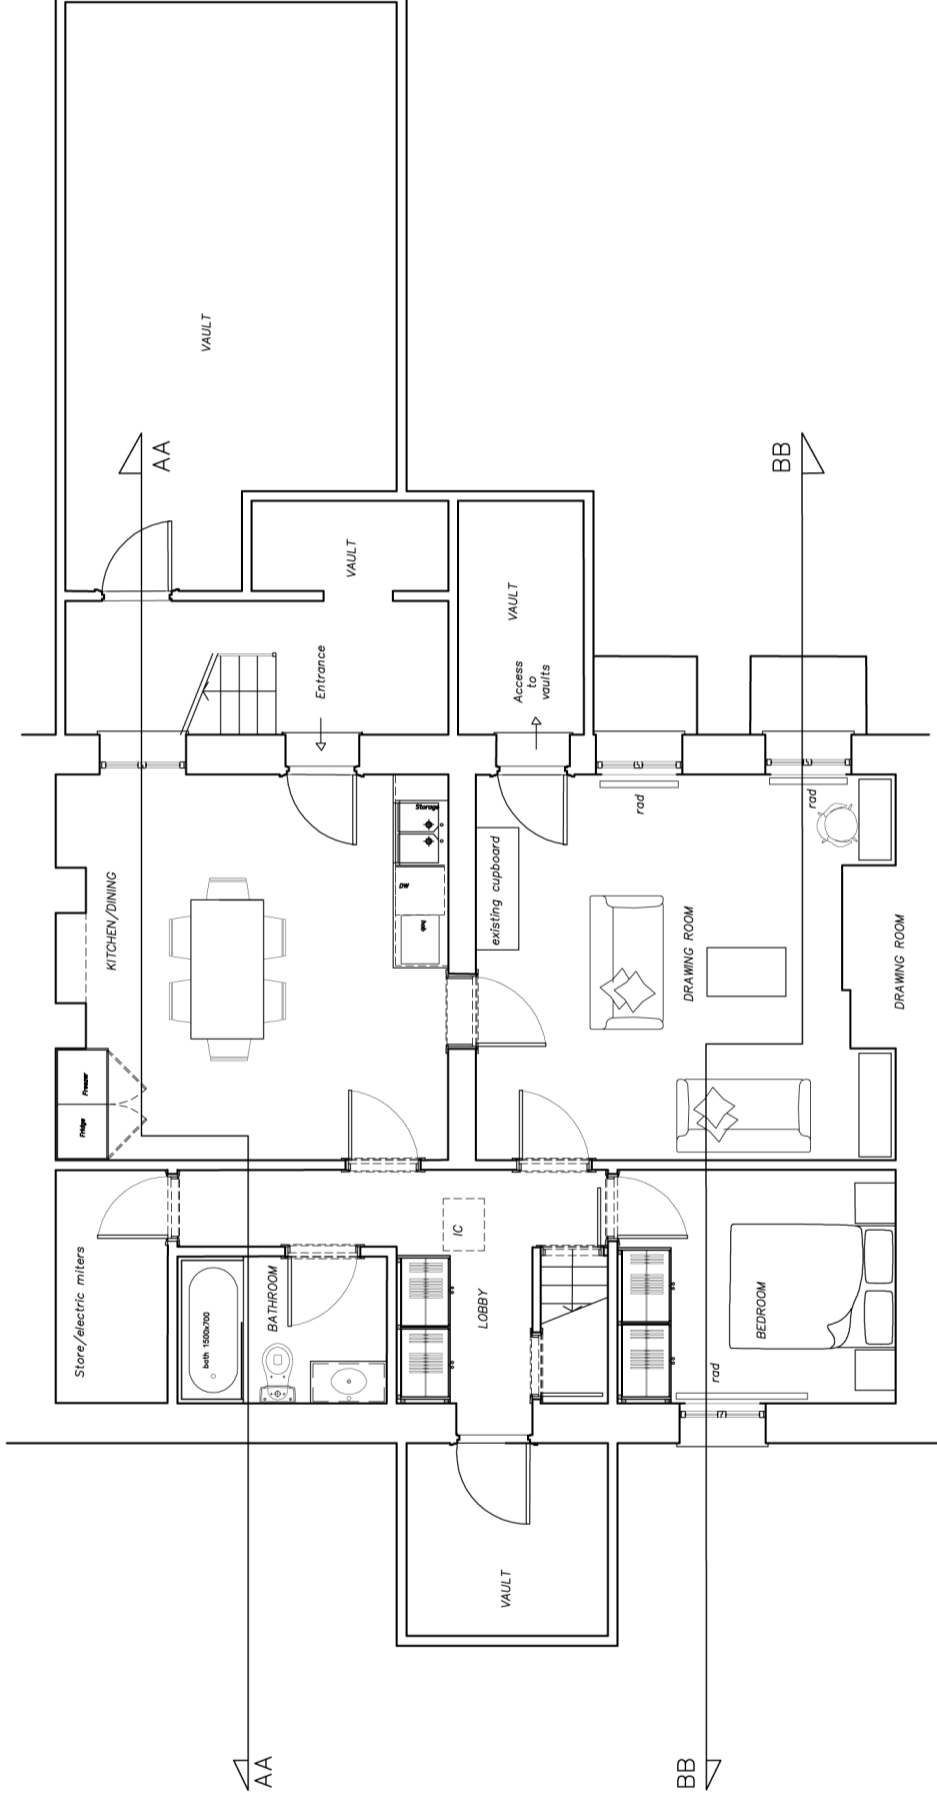 VAULT
AA
BB
VAULT
VAULT
Entrance
Access
to
vaults
rad
rad
Storage
DW
hob
existing cupboard
KITCHEN/DINING
DRAWING ROOM
DRAWING ROOM
Freezer
Fridge
IC
Store/electric miters
BATHROOM
bath 1500x700
LOBBY
BEDROOM
rad
VAULT
AA
BB